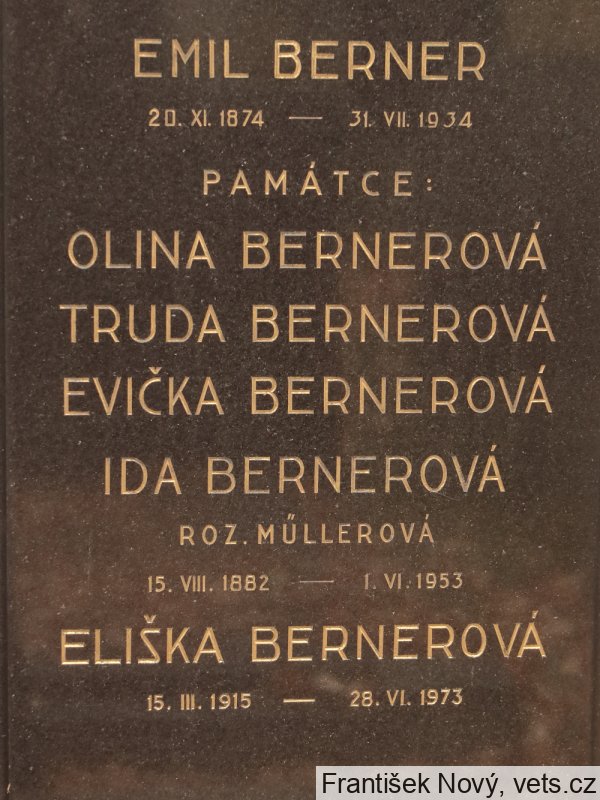 EMIL BERNER
20. XI. 1874 — 31. VII. 1934
PAMÁTCE:
OLINA BERNEROVÁ
TRUDA BERNEROVÁ
EVIČKA BERNEROVÁ
IDA BERNEROVÁ
ROZ. MŰLLEROVÁ
15. VIII. 1882 — 1. VI. 1953
ELIŠKA BERNEROVÁ
15. III. 1915 — 28. VI. 1973
František Nový, vets.cz